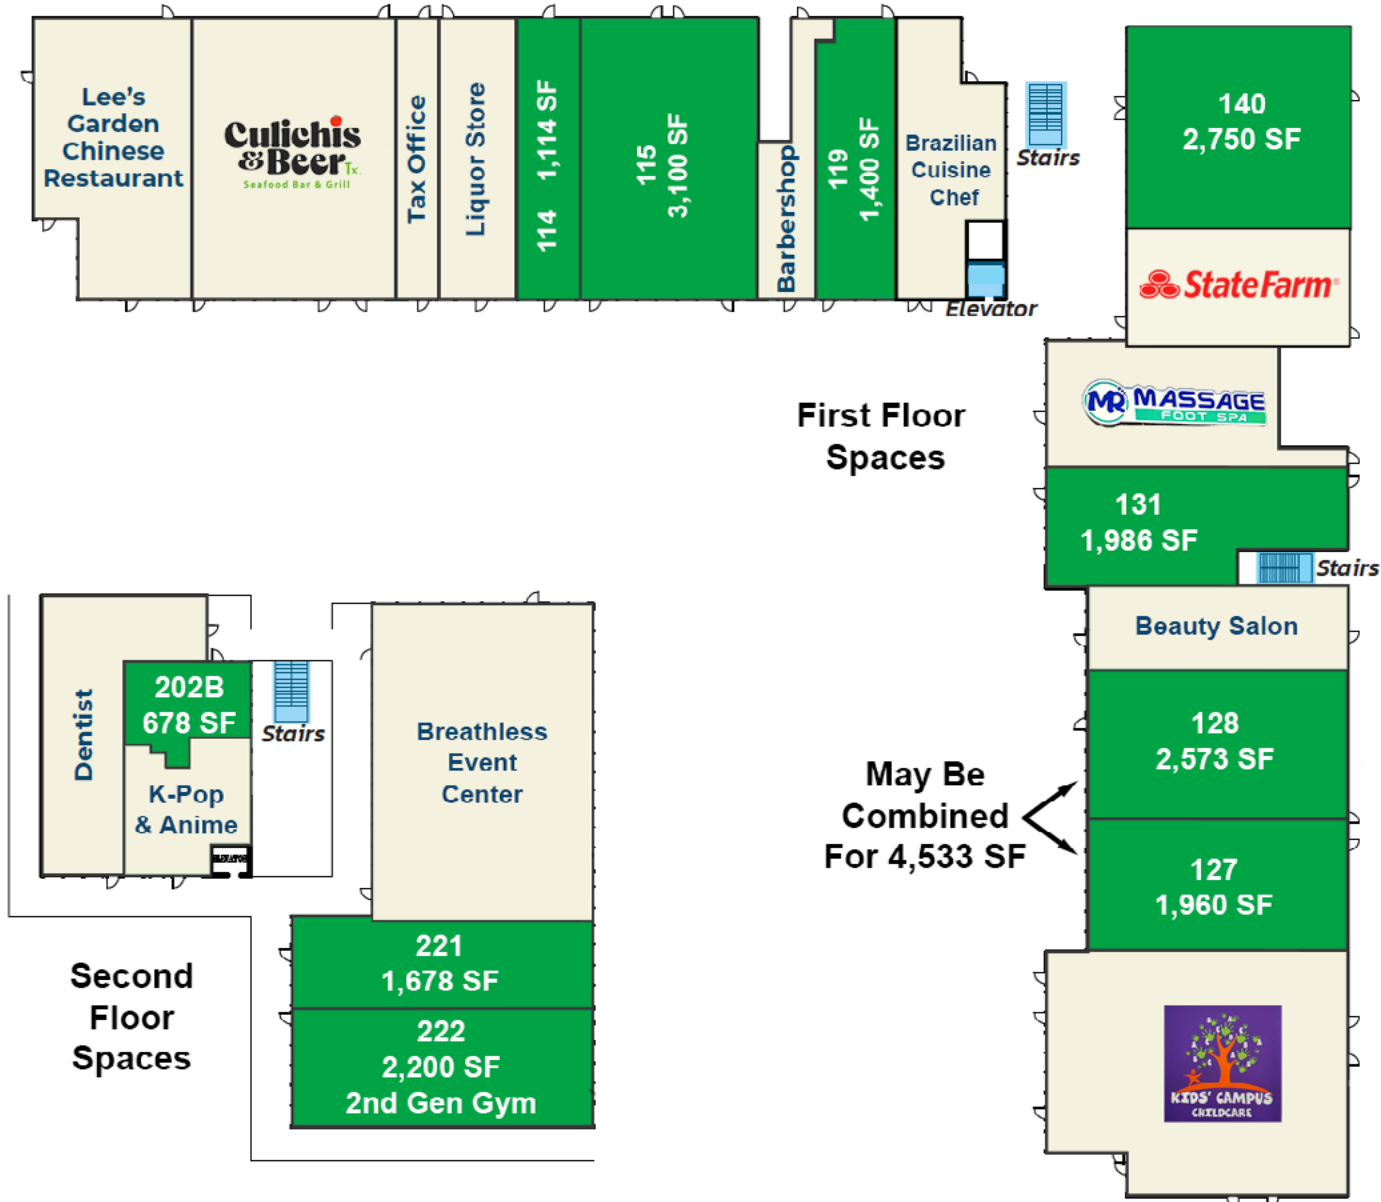 Lee's
Garden
Chinese
Restaurant
Culichis
&Beer Tx.
Seafood Bar & Grill
Tax Office
Liquor Store
114 1,114 SF
115
3,100 SF
Barbershop
119
1,400 SF
Brazilian
Cuisine
Chef
Elevator
Stairs
140
2,750 SF
State Farm®
MR MASSAGE
FOOT SPA
First Floor
Spaces
131
1,986 SF
Stairs
Beauty Salon
128
2,573 SF
May Be
Combined
For 4,533 SF
127
1,960 SF
KIDS' CAMPUS
CHILDCARE
Dentist
202B
678 SF
Stairs
K-Pop
& Anime
ELEVATOR
Breathless
Event
Center
221
1,678 SF
222
2,200 SF
2nd Gen Gym
Second
Floor
Spaces